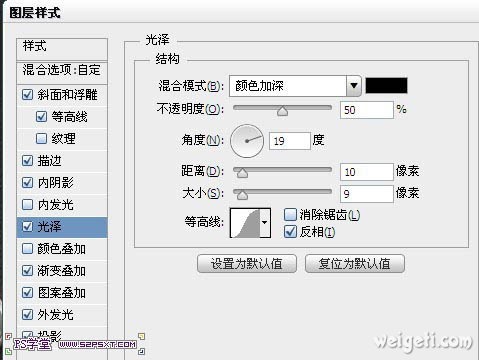 图层样式
样式
混合选项:自定
斜面和浮雕
等高线
纹理
描边
内阴影
内发光
光泽
颜色叠加
渐变叠加
图案叠加
外发光
投影
光泽
结构
混合模式(B): 颜色加深
不透明度(O): 50 %
角度(N): 19 度
距离(D): 10 像素
大小(S): 9 像素
等高线:
消除锯齿(L)
反相(I)
设置为默认值
复位为默认值
PS学堂 www.52psxt.com
weigeti.com